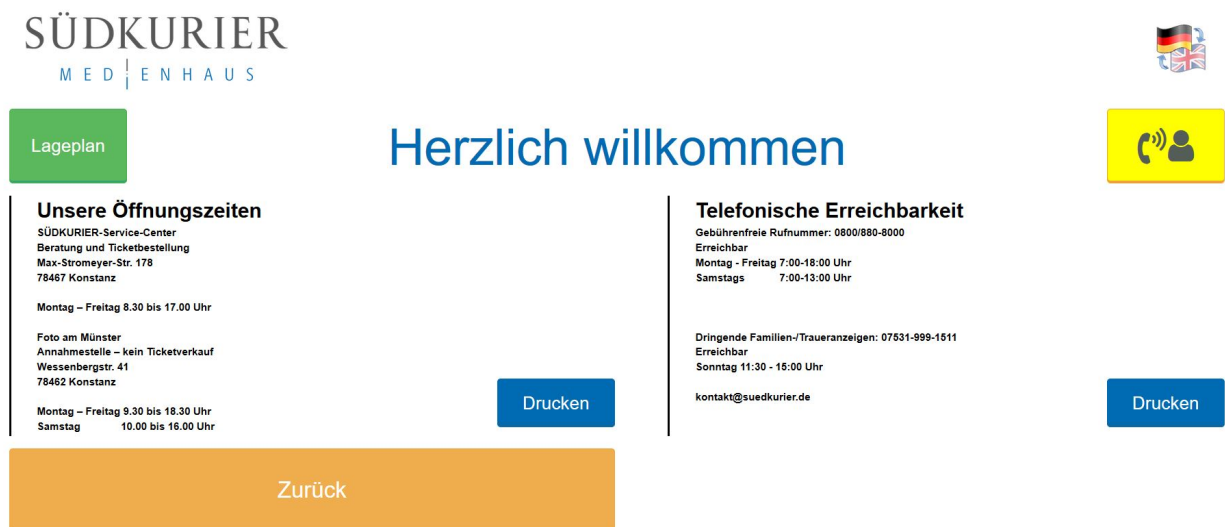 SÜDKURIER
MEDIENHAUS
Lageplan
Herzlich willkommen
Unsere Öffnungszeiten
SÜDKURIER-Service-Center
Beratung und Ticketbestellung
Max-Stromeyer-Str. 178
78467 Konstanz
Montag – Freitag 8.30 bis 17.00 Uhr
Foto am Münster
Annahmestelle – kein Ticketverkauf
Wessenbergstr. 41
78462 Konstanz
Montag – Freitag 9.30 bis 18.30 Uhr
Samstag 10.00 bis 16.00 Uhr
Drucken
Telefonische Erreichbarkeit
Gebührenfreie Rufnummer: 0800/880-8000
Erreichbar
Montag - Freitag 7:00-18:00 Uhr
Samstags 7:00-13:00 Uhr
Dringende Familien-/Traueranzeigen: 07531-999-1511
Erreichbar
Sonntag 11:30 - 15:00 Uhr
kontakt@suedkurier.de
Drucken
Zurück